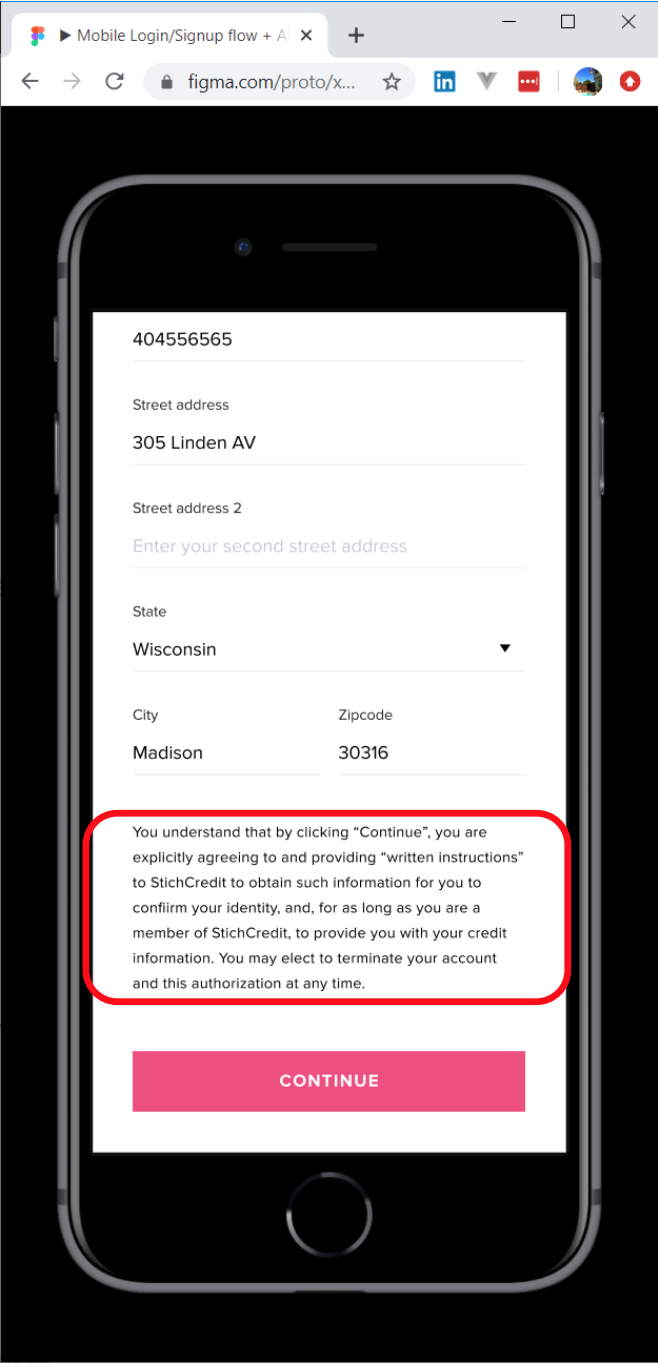 Mobile Login/Signup flow + A
figma.com/proto/x...
404556565
Street address
305 Linden AV
Street address 2
Enter your second street address
State
Wisconsin
City Zipcode
Madison 30316
You understand that by clicking “Continue”, you are
explicitly agreeing to and providing “written instructions”
to StichCredit to obtain such information for you to
confiirm your identity, and, for as long as you are a
member of StichCredit, to provide you with your credit
information. You may elect to terminate your account
and this authorization at any time.
CONTINUE